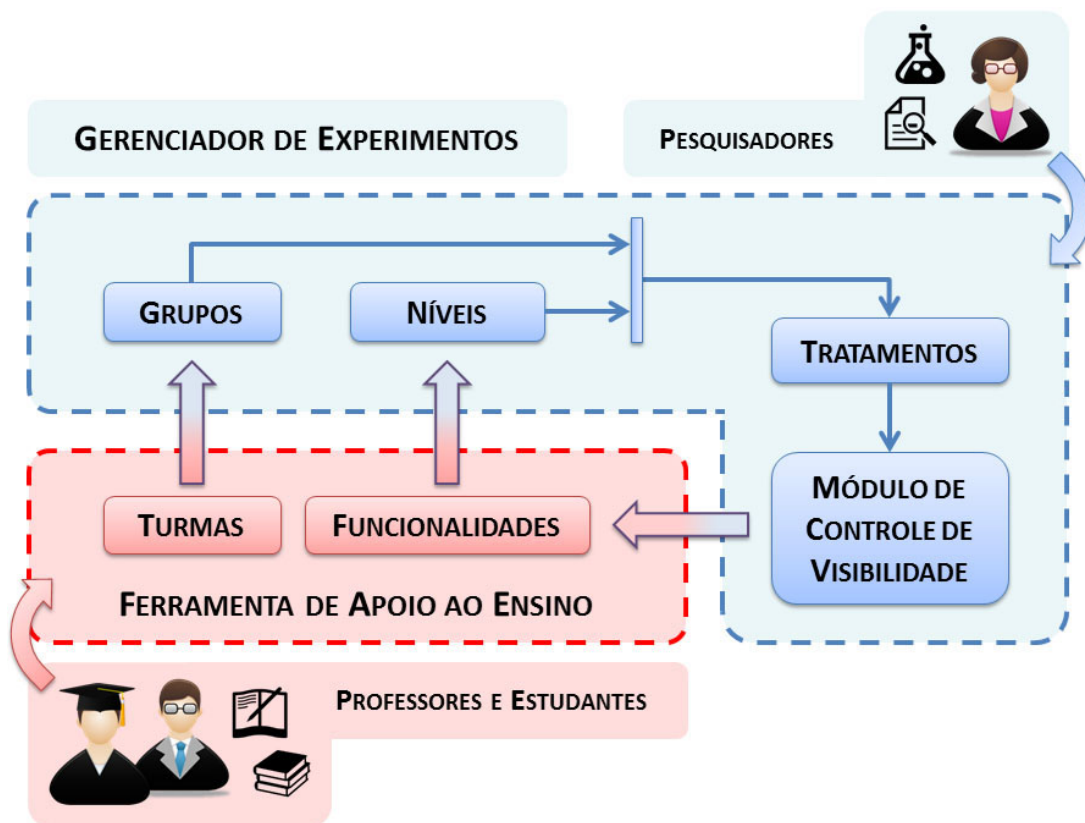 GERENCIADOR DE EXPERIMENTOS
PESQUISADORES
GRUPOS
NÍVEIS
TRATAMENTOS
MÓDULO DE
CONTROLE DE
VISIBILIDADE
TURMAS
FUNCIONALIDADES
FERRAMENTA DE APOIO AO ENSINO
PROFESSORES E ESTUDANTES